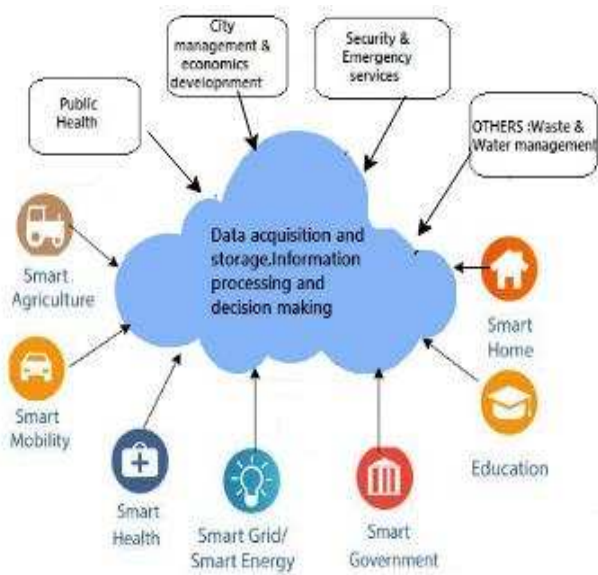 City
management &
economics
developnment
Security &
Emergency
services
Public
Health
OTHERS :Waste &
Water management
Data acquisition and
storage.Information
processing and
decision making
Smart
Agriculture
Smart
Home
Smart
Mobility
Education
Smart
Health
Smart Grid/
Smart Energy
Smart
Government